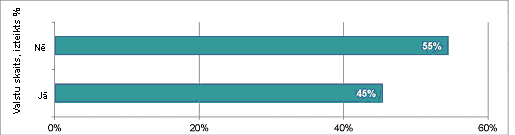 Valstu skaits, izteikts %
Nē
55%
Jā
45%
0%
20%
40%
60%